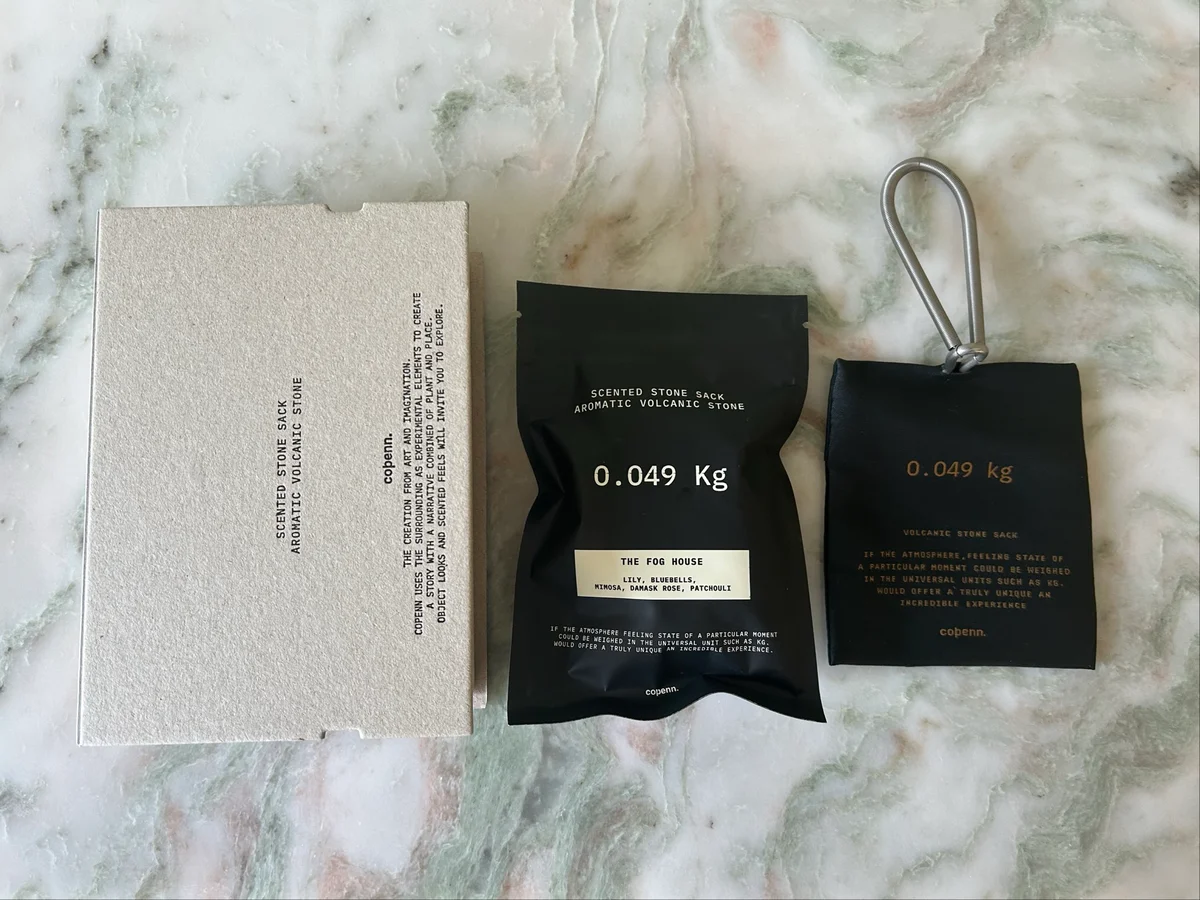 SCENTED STONE SACK
AROMATIC VOLCANIC STONE
copenn.
THE CREATION FROM ART AND IMAGINATION.
COPENN USES THE SURROUNDING AS EXPERIMENTAL ELEMENTS TO CREATE
A STORY WITH A NARRATIVE COMBINED OF PLANT AND PLACE.
OBJECT LOOKS AND SCENTED FEELS WILL INVITE YOU TO EXPLORE.
SCENTED STONE SACK
AROMATIC VOLCANIC STONE
0.049 Kg
THE FOG HOUSE
LILY, BLUEBELLS,
MIMOSA, DAMASK ROSE, PATCHOULI
IF THE ATMOSPHERE FEELING STATE OF A PARTICULAR MOMENT
COULD BE WEIGHED IN THE UNIVERSAL UNIT SUCH AS KG.
WOULD OFFER A TRULY UNIQUE AN INCREDIBLE EXPERIENCE.
copenn.
0.049 kg
VOLCANIC STONE SACK
IF THE ATMOSPHERE,FEELING STATE OF
A PARTICULAR MOMENT COULD BE WEIGHED
IN THE UNIVERSAL UNITS SUCH AS KG.
WOULD OFFER A TRULY UNIQUE AN
INCREDIBLE EXPERIENCE
copenn.